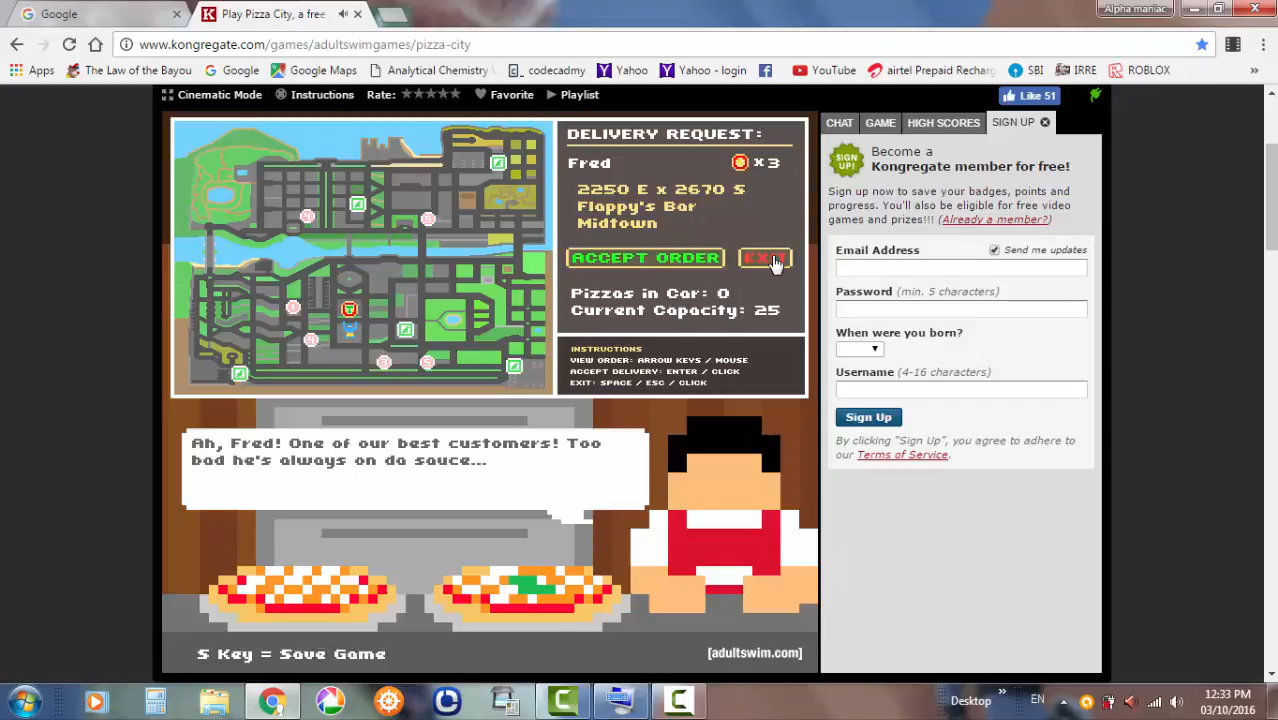 Google
Play Pizza City, a free
Alpha maniac
www.kongregate.com/games/adultswimgames/pizza-city
Apps
The Law of the Bayou
Google
Google Maps
Analytical Chemistry
codecadmy
Yahoo
Yahoo - login
YouTube
airtel Prepaid Recharg
SBI
IRRE
ROBLOX
»
Cinematic Mode
Instructions
Rate:
Favorite
Playlist
Like 51
CHAT
GAME
HIGH SCORES
SIGN UP
DELIVERY REQUEST:
Fred
x3
2250 E x 2670 S
Flappy's Bar
Midtown
ACCEPT ORDER
EXIT
Pizzas in Car: 0
Current Capacity: 25
INSTRUCTIONS
VIEW ORDER: ARROW KEYS / MOUSE
ACCEPT DELIVERY: ENTER / CLICK
EXIT: SPACE / ESC / CLICK
Ah, Fred! One of our best customers! Too
bad he's always on da sauce...
S Key = Save Game
[adultswim.com]
SIGN UP!
Become a
Kongregate member for free!
Sign up now to save your badges, points and
progress. You'll also be eligible for free video
games and prizes!!! (Already a member?)
Email Address
Send me updates
Password (min. 5 characters)
When were you born?
Username (4-16 characters)
Sign Up
By clicking "Sign Up", you agree to adhere to
our Terms of Service.
Desktop
»
EN
12:33 PM
03/10/2016